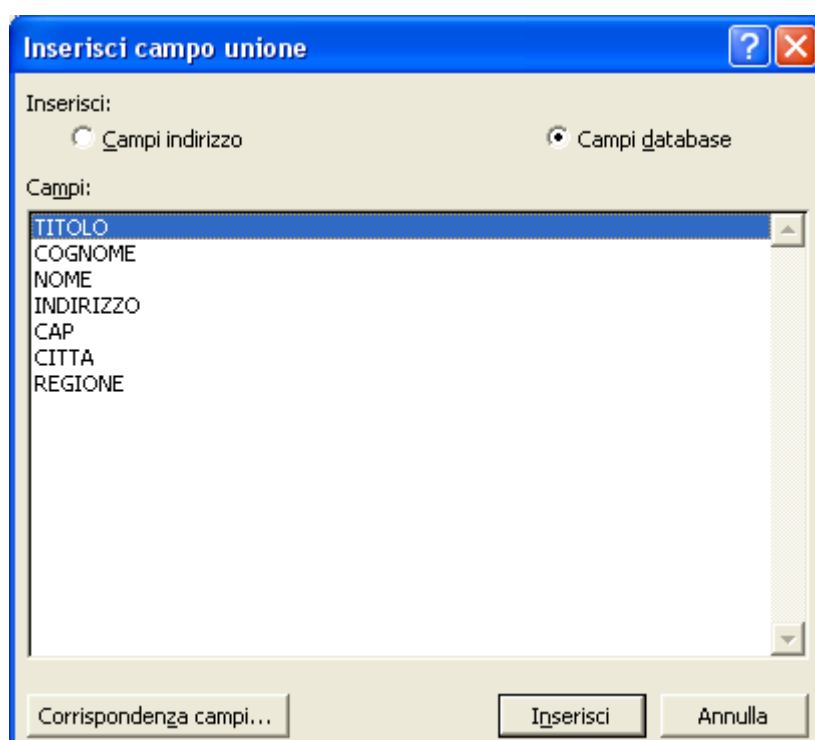 Inserisci campo unione
Inserisci:
Campi indirizzo Campi database
Campi:
TITOLO
COGNOME
NOME
INDIRIZZO
CAP
CITTA
REGIONE
Corrispondenza campi... Inserisci Annulla